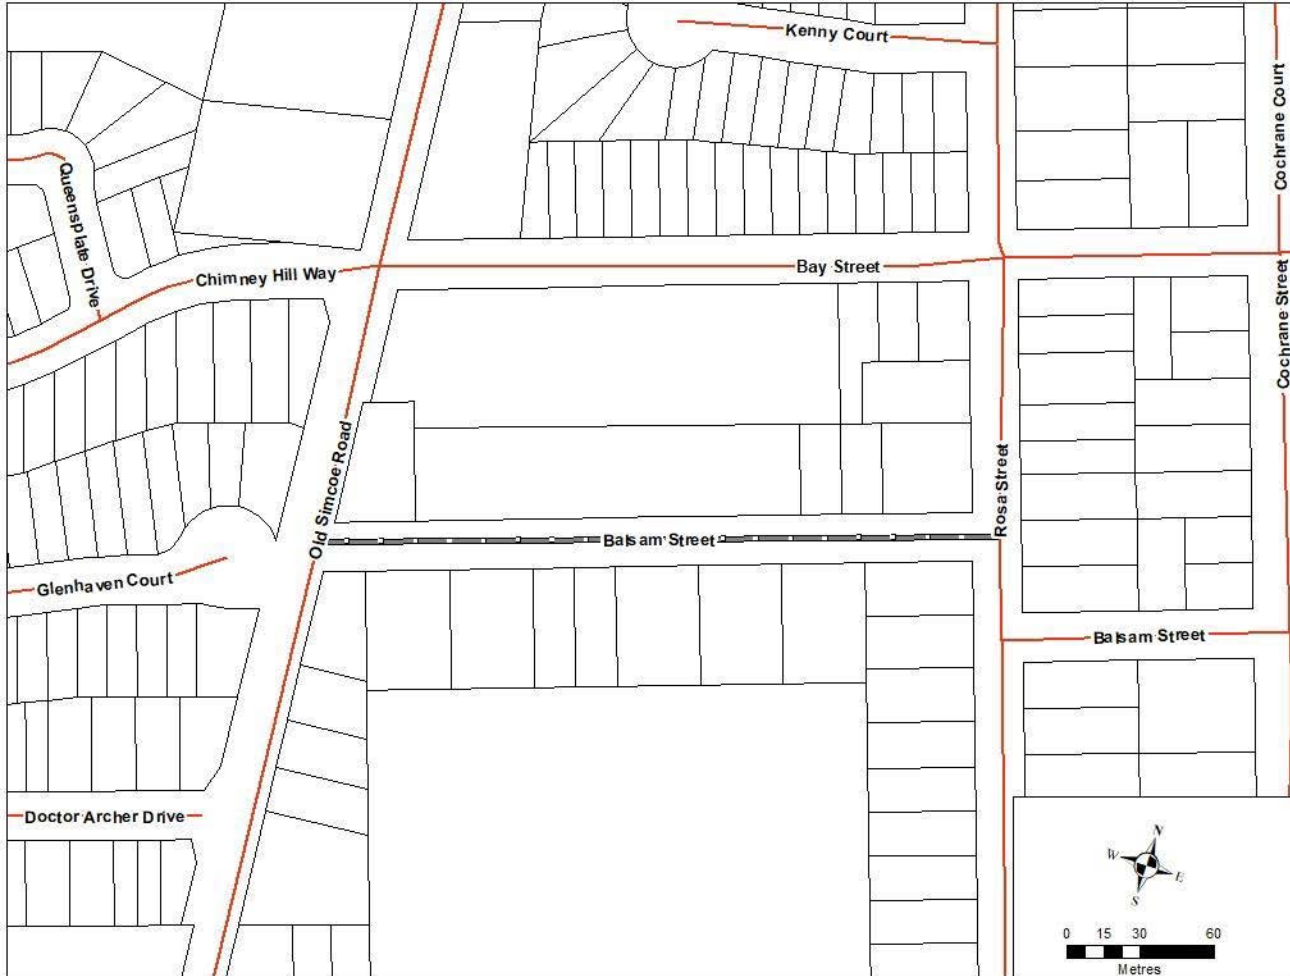 Kenny Court
Cochrane Court
Queensplate Drive
Chimney Hill Way
Bay Street
Cochrane Street
Old Simcoe Road
Rosa Street
Balsam Street
Glenhaven Court
Balsam Street
Doctor Archer Drive
N
W
E
S
0 15 30 60
Metres